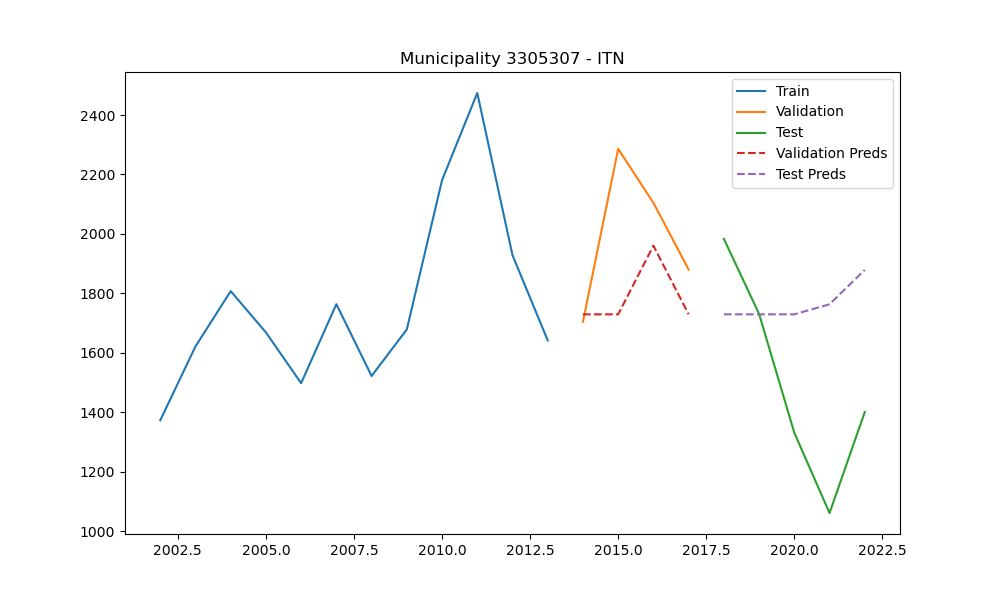 Municipality 3305307 - ITN
Train
Validation
Test
Validation Preds
Test Preds
2400
2200
2000
1800
1600
1400
1200
1000
2002.5 2005.0 2007.5 2010.0 2012.5 2015.0 2017.5 2020.0 2022.5